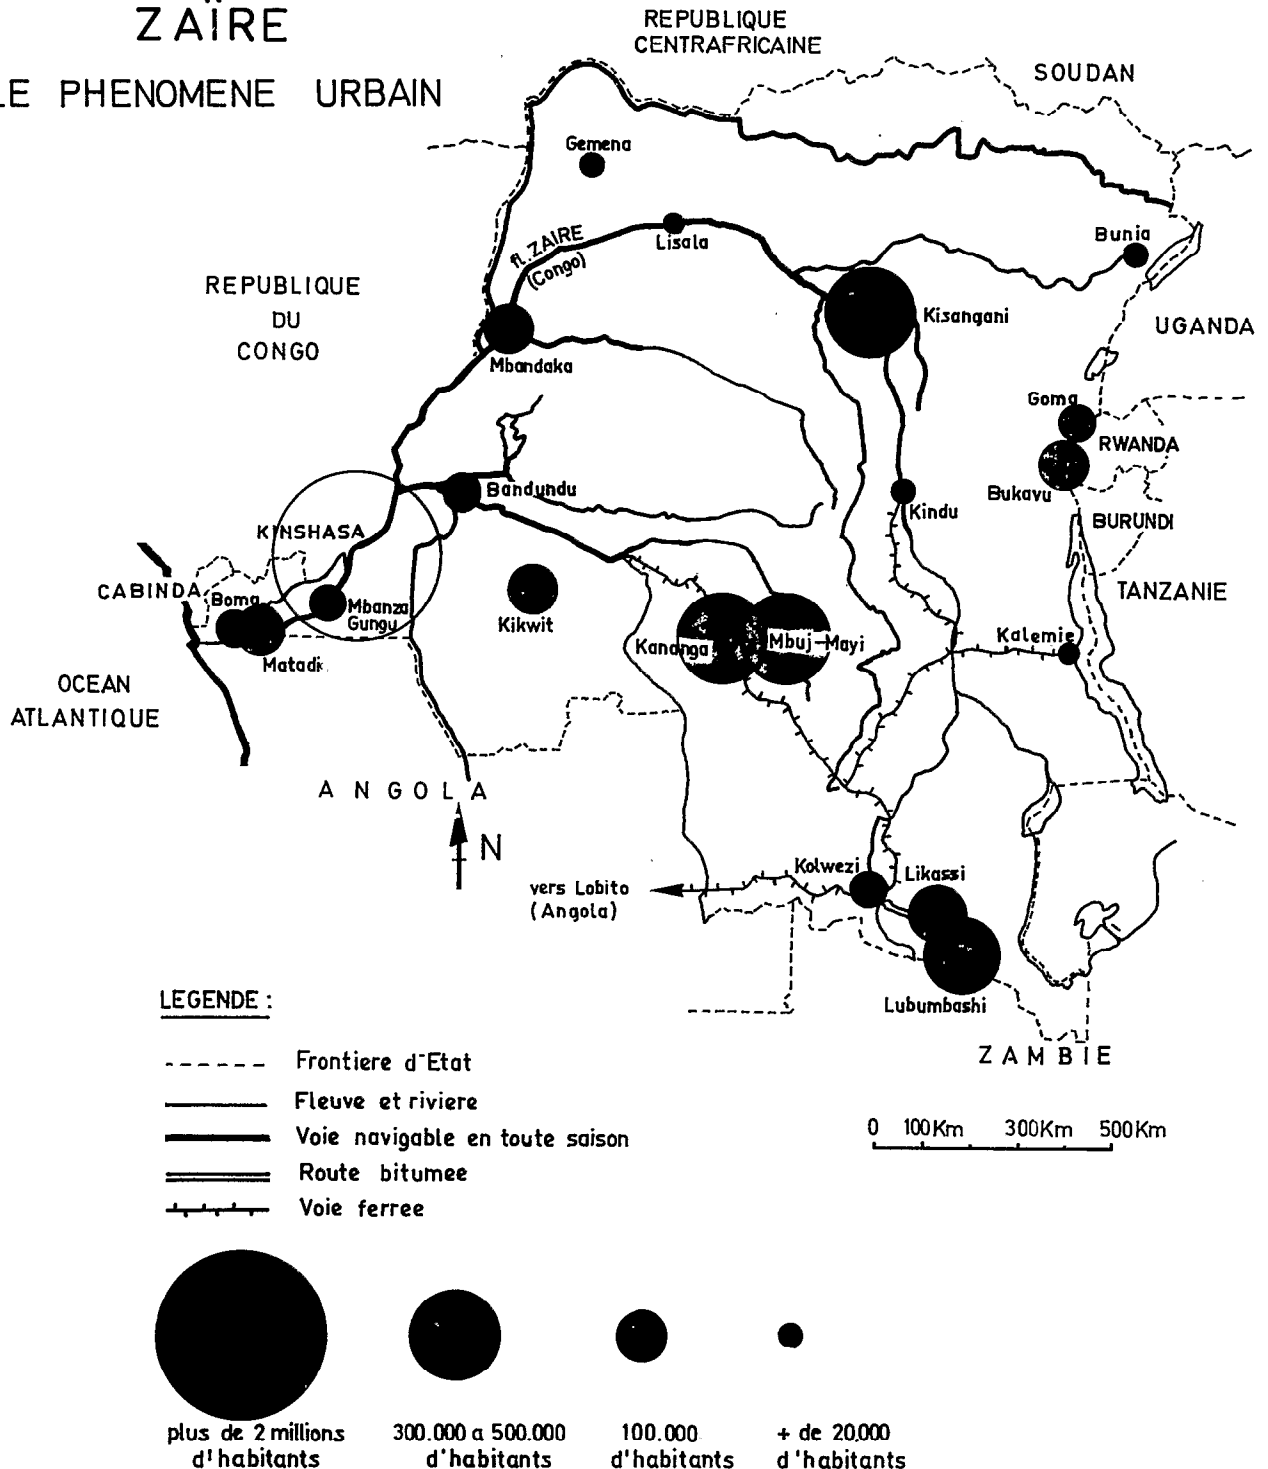 ZAÏRE
LE PHENOMENE URBAIN
REPUBLIQUE
CENTRAFRICAINE
SOUDAN
Gemena
Lisala
fl. ZAÏRE
(Congo)
Bunia
REPUBLIQUE
DU
CONGO
Kisangani
UGANDA
Mbandaka
Goma
RWANDA
Bukavu
Bandundu
Kindu
BURUNDI
KINSHASA
CABINDA
Boma
Mbanza
Gungu
TANZANIE
Kikwit
Kananga
Mbuj-Mayi
Kalemie
Matadi
OCEAN
ATLANTIQUE
ANGOLA
N
Kolwezi
Likassi
vers Lobito
(Angola)
Lubumbashi
ZAMBIE
LEGENDE :
Frontiere d'Etat
Fleuve et riviere
Voie navigable en toute saison
Route bitumee
Voie ferree
0 100Km 300Km 500Km
plus de 2 millions
d'habitants
300.000 a 500.000
d'habitants
100.000
d'habitants
+ de 20,000
d'habitants